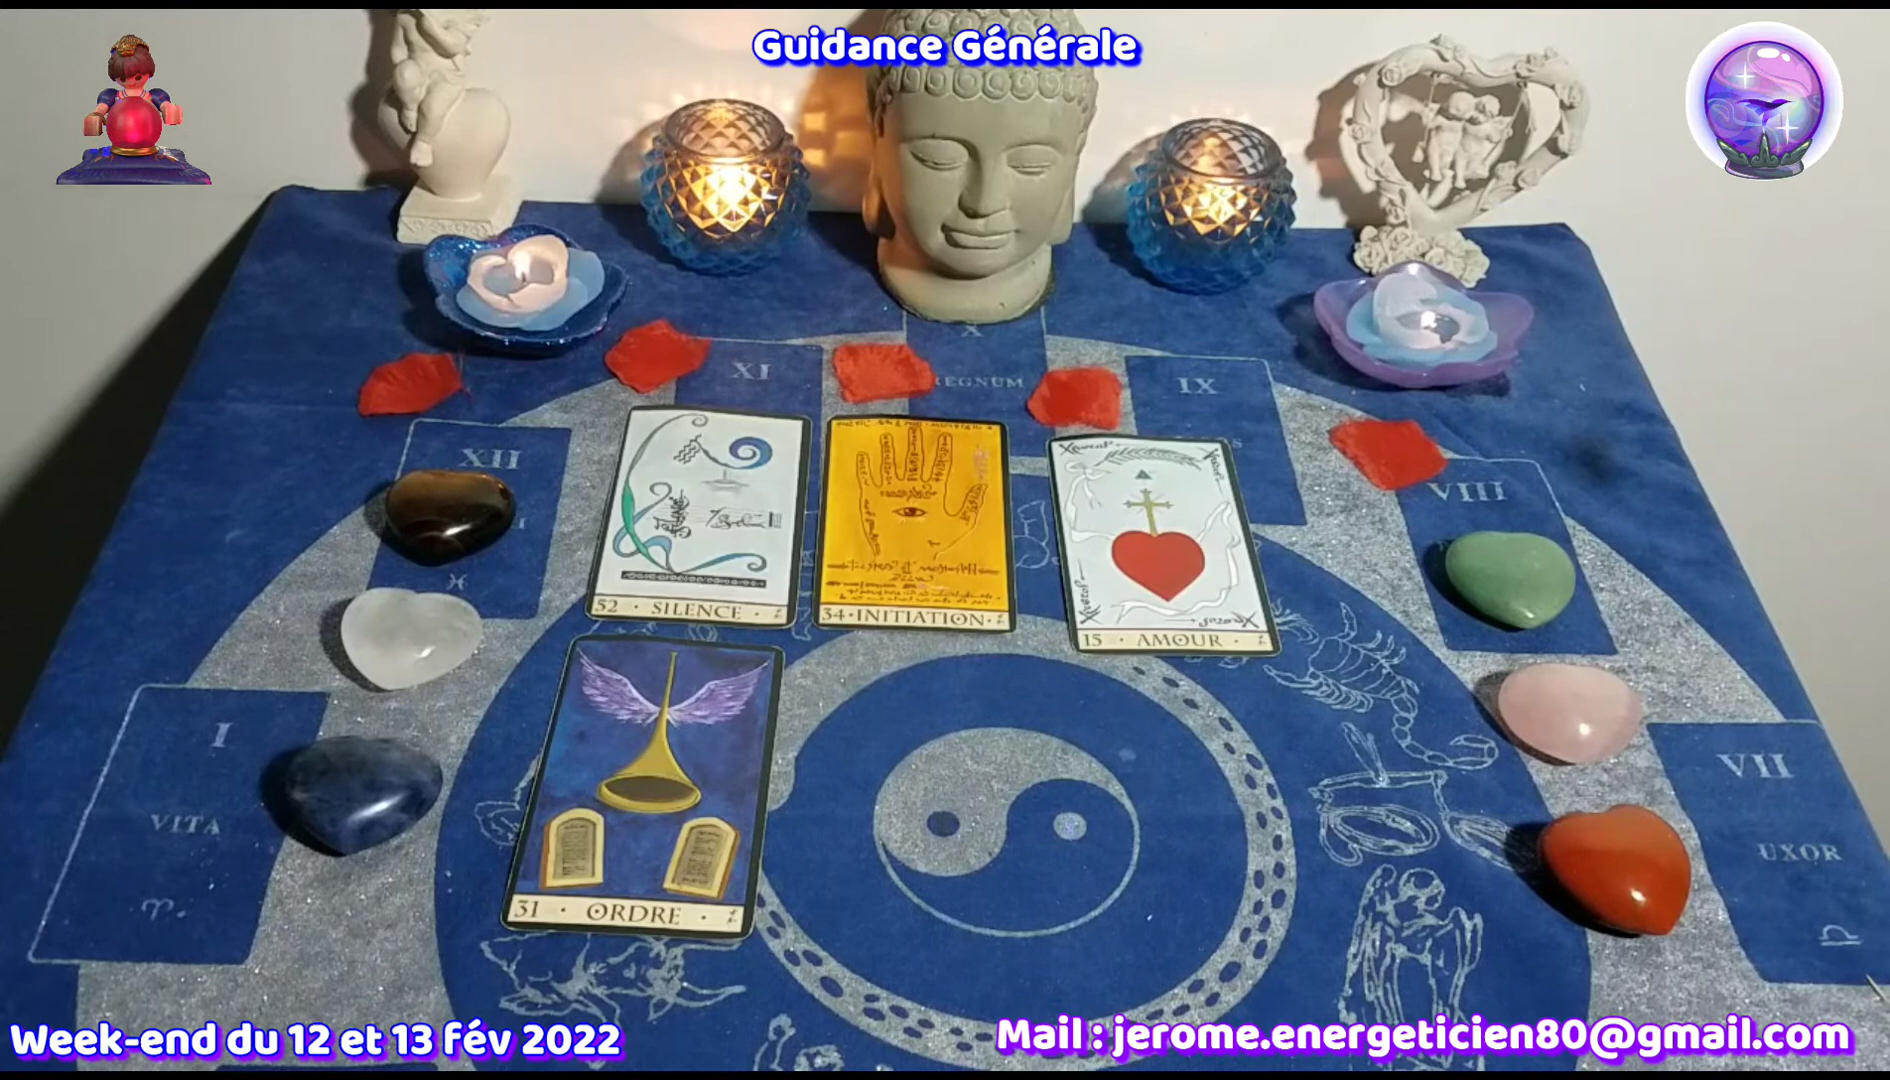 Guidance Générale
X
REGNUM
XI
IX
XII
VIII
52 · SILENCE ·
34·INITIATION·
15 · AMOUR ·
I
VITA
VII
UXOR
31 · ORDRE ·
Week-end du 12 et 13 fév 2022
Mail : jerome.energeticien80@gmail.com